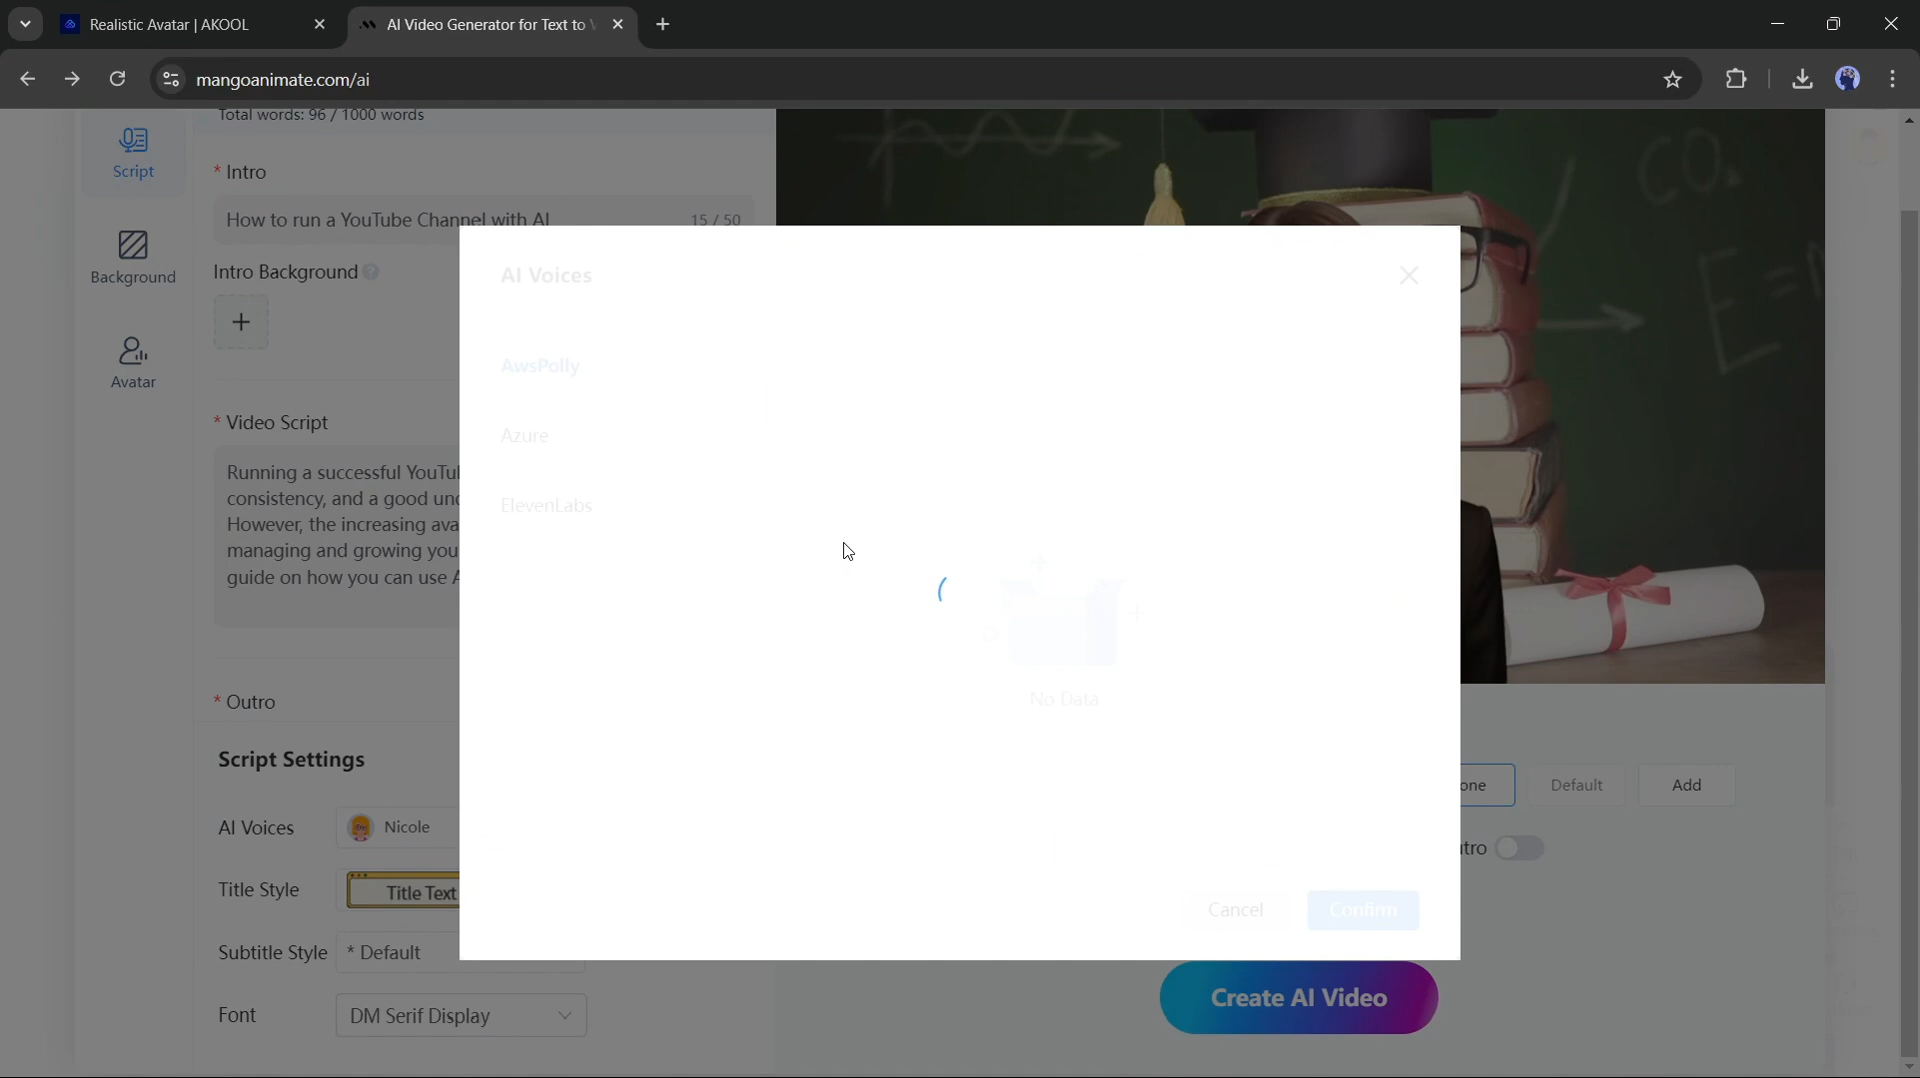 Realistic Avatar | AKOOL
AI Video Generator for Text to V
mangoanimate.com/ai
Total words: 96 / 1000 words
Script
* Intro
How to run a YouTube Channel with AI
15 / 50
Background
Intro Background
Avatar
* Video Script
Running a successful YouTu
consistency, and a good und
However, the increasing ava
managing and growing you
guide on how you can use A
* Outro
Script Settings
AI Voices
Nicole
Title Style
Title Text
Subtitle Style
* Default
Font
DM Serif Display
AI Voices
AwsPolly
Azure
ElevenLabs
No Data
Cancel
Confirm
CO₂
E=m
one
Default
Add
tro
Create AI Video